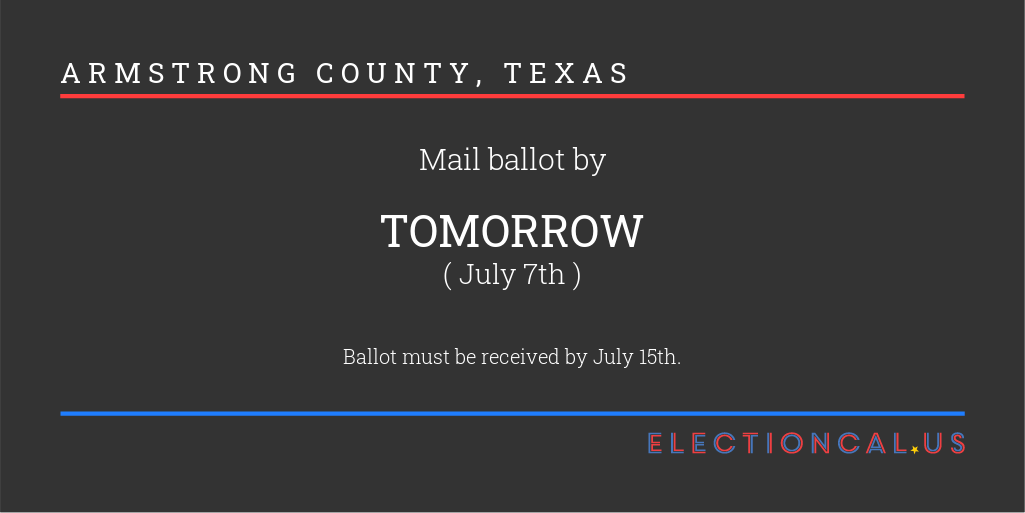 ARMSTRONG COUNTY, TEXAS
Mail ballot by
TOMORROW
( July 7th )
Ballot must be received by July 15th.
ELECTIONCAL.US